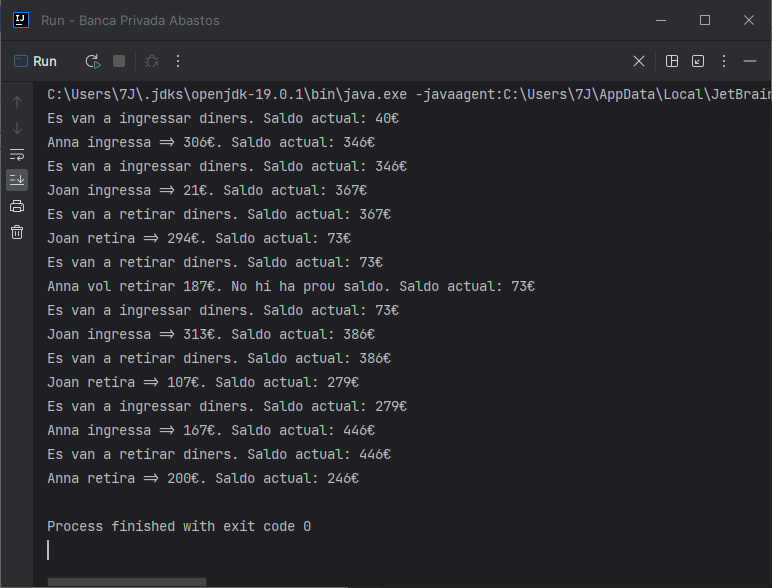 IJ Run - Banca Privada Abastos
Run
C:\Users\7J\.jdks\openjdk-19.0.1\bin\java.exe -javaagent:C:\Users\7J\AppData\Local\JetBrain
Es van a ingressar diners. Saldo actual: 40€
Anna ingressa => 306€. Saldo actual: 346€
Es van a ingressar diners. Saldo actual: 346€
Joan ingressa => 21€. Saldo actual: 367€
Es van a retirar diners. Saldo actual: 367€
Joan retira => 294€. Saldo actual: 73€
Es van a retirar diners. Saldo actual: 73€
Anna vol retirar 187€. No hi ha prou saldo. Saldo actual: 73€
Es van a ingressar diners. Saldo actual: 73€
Joan ingressa => 313€. Saldo actual: 386€
Es van a retirar diners. Saldo actual: 386€
Joan retira => 107€. Saldo actual: 279€
Es van a ingressar diners. Saldo actual: 279€
Anna ingressa => 167€. Saldo actual: 446€
Es van a retirar diners. Saldo actual: 446€
Anna retira => 200€. Saldo actual: 246€
Process finished with exit code 0